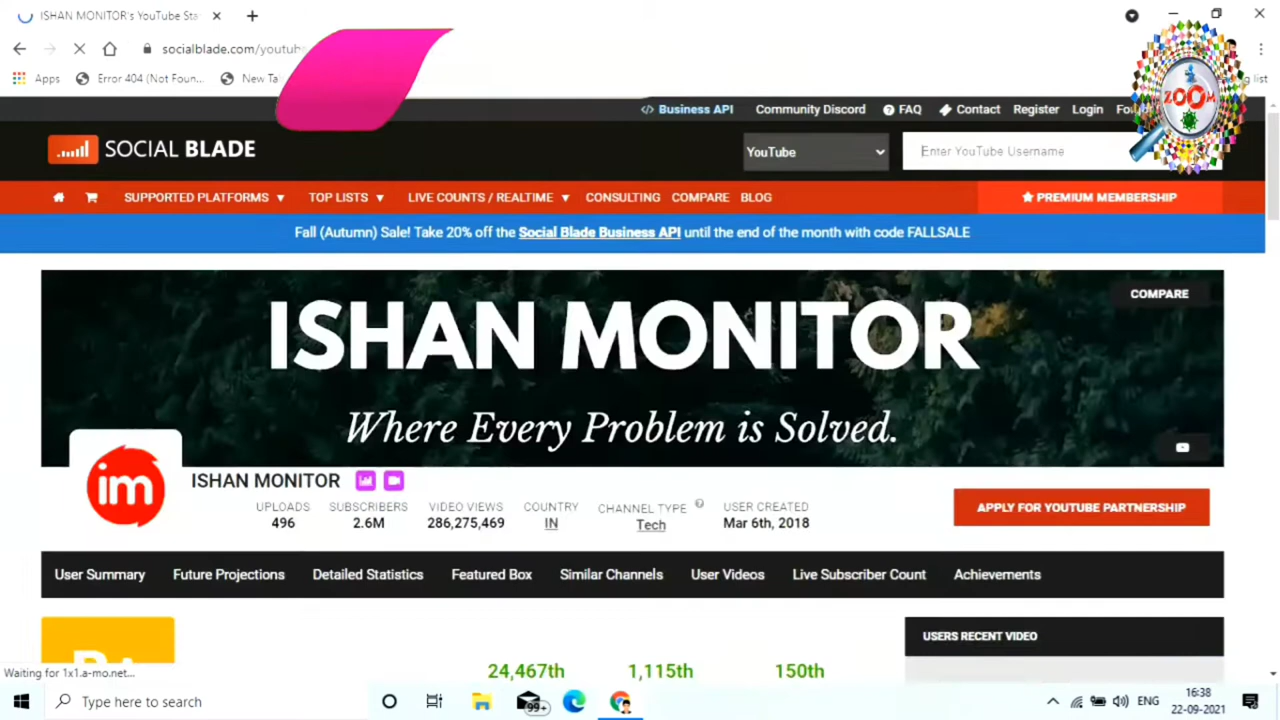 ISHAN MONITOR's YouTube Sta
socialblade.com/youtub
Apps
Error 404 (Not Foun...
New Ta
list
Business API
Community Discord
FAQ
Contact
Register
Login
ZOOM
SOCIAL BLADE
YouTube
Enter YouTube Username
SUPPORTED PLATFORMS
TOP LISTS
LIVE COUNTS / REALTIME
CONSULTING
COMPARE
BLOG
PREMIUM MEMBERSHIP
Fall (Autumn) Sale! Take 20% off the Social Blade Business API until the end of the month with code FALLSALE
COMPARE
ISHAN MONITOR
Where Every Problem is Solved.
im
ISHAN MONITOR
UPLOADS
SUBSCRIBERS
VIDEO VIEWS
COUNTRY
CHANNEL TYPE
USER CREATED
496
2.6M
286,275,469
IN
Tech
Mar 6th, 2018
APPLY FOR YOUTUBE PARTNERSHIP
User Summary
Future Projections
Detailed Statistics
Featured Box
Similar Channels
User Videos
Live Subscriber Count
Achievements
USERS RECENT VIDEO
24,467th
1,115th
150th
Waiting for 1x1.a-mo.net...
Type here to search
99+
ENG
16:38
22-09-2021